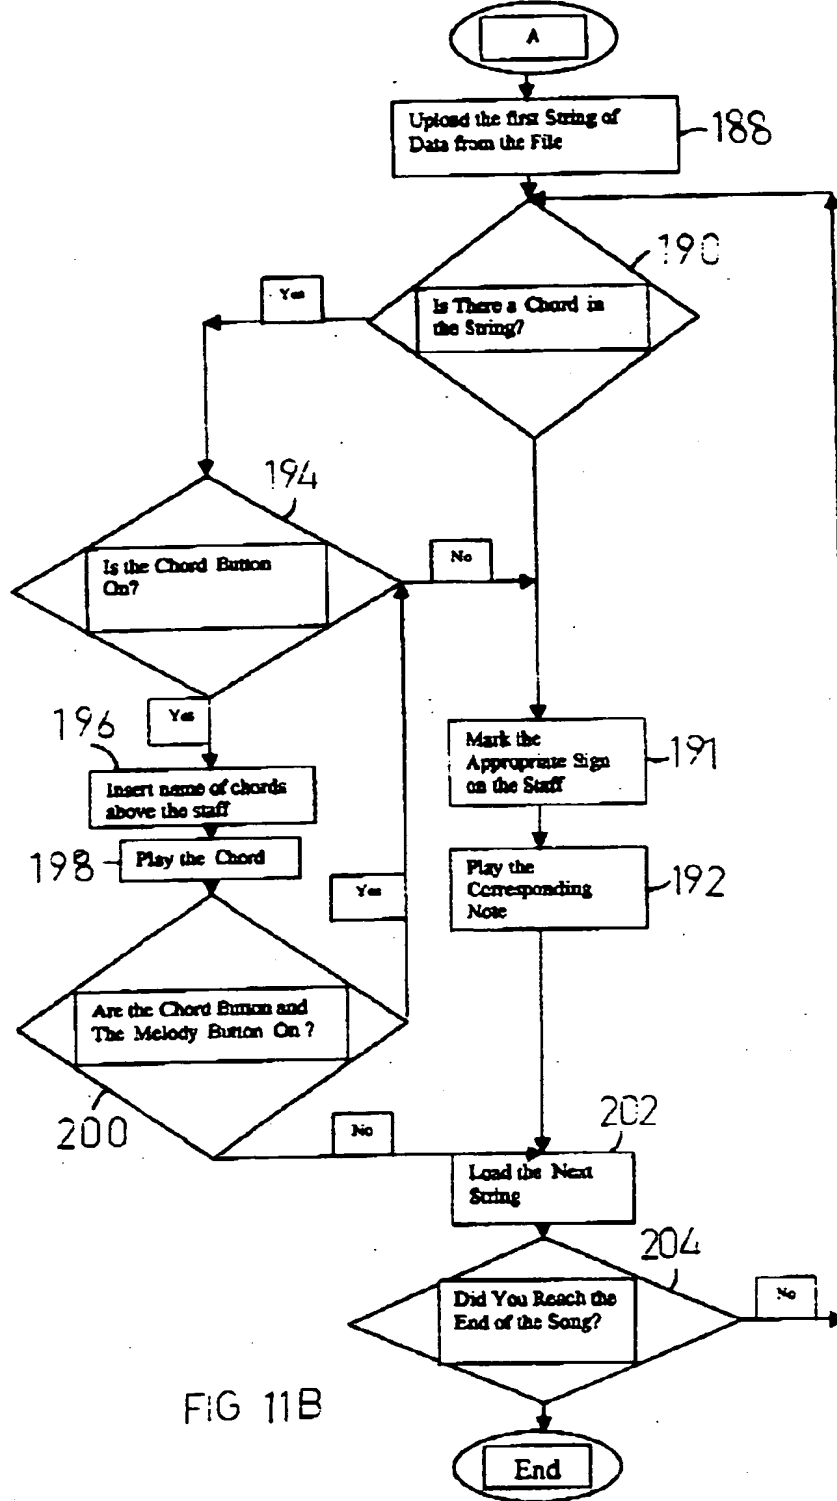 A
Upload the first String of
Data from the File
188
190
Is There a Chord in
the String?
Yes
194
Is the Chord Button
On?
No
Yes
196
Insert name of chords
above the staff
Mark the
Appropriate Sign
on the Staff
191
198
Play the Chord
Yes
Play the
Corresponding
Note
192
Are the Chord Button and
The Melody Button On ?
200
No
202
Load the Next
String
204
Did You Reach the
End of the Song?
No
FIG 11B
End